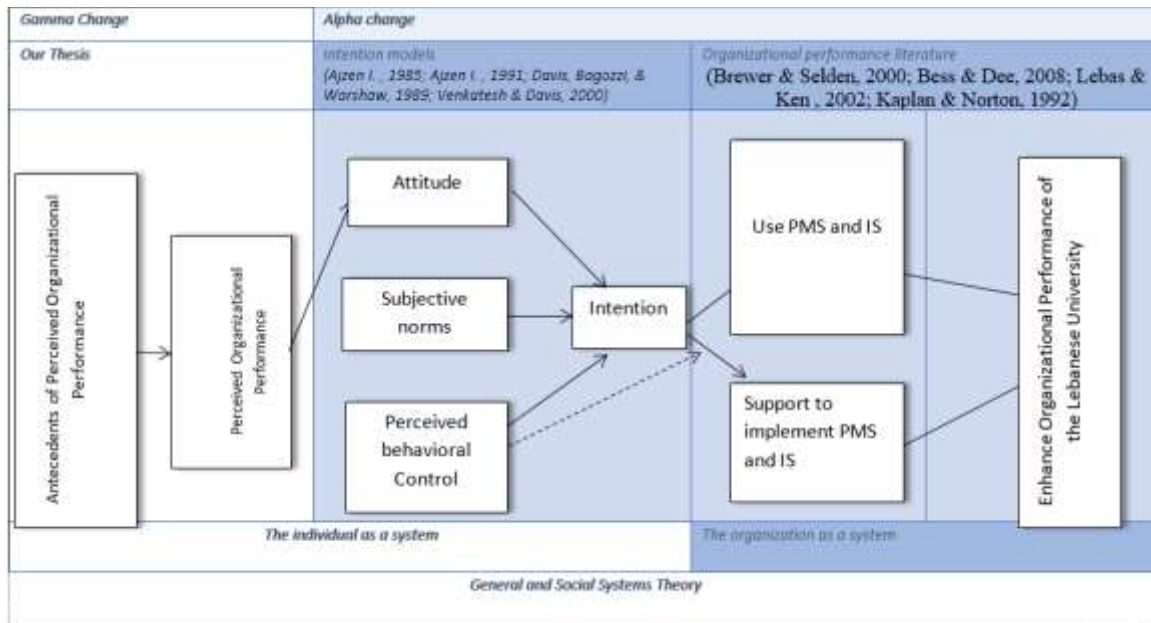 Gamma Change
Alpha change
Our Thesis
Intention models
(Ajzen I. , 1985; Ajzen I. , 1991; Davis, Bagozzi, &
Warshaw, 1989; Venkatesh & Davis, 2000)
Organizational performance literature
(Brewer & Selden, 2000; Bess & Dee, 2008; Lebas &
Ken , 2002; Kaplan & Norton, 1992)
Antecedents of Perceived Organizational
Performance
Perceived Organizational
Performance
Attitude
Subjective
norms
Perceived
behavioral
Control
Intention
Use PMS and IS
Support to
implement PMS
and IS
Enhance Organizational Performance of
the Lebanese University
The individual as a system
The organization as a system
General and Social Systems Theory